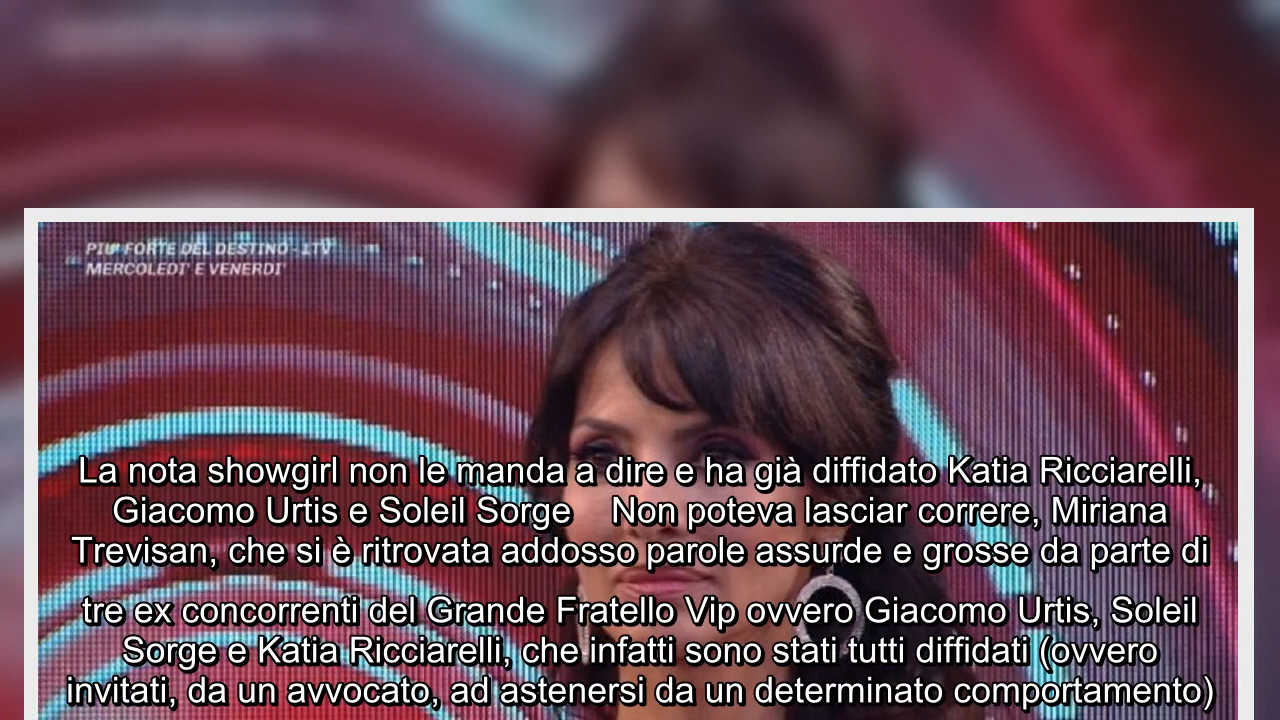 PIU' FORTE DEL DESTINO - 1TV
MERCOLEDI' E VENERDI'
La nota showgirl non le manda a dire e ha già diffidato Katia Ricciarelli,
Giacomo Urtis e Soleil Sorge    Non poteva lasciar correre, Miriana
Trevisan, che si è ritrovata addosso parole assurde e grosse da parte di
tre ex concorrenti del Grande Fratello Vip ovvero Giacomo Urtis, Soleil
Sorge e Katia Ricciarelli, che infatti sono stati tutti diffidati (ovvero
invitati, da un avvocato, ad astenersi da un determinato comportamento)